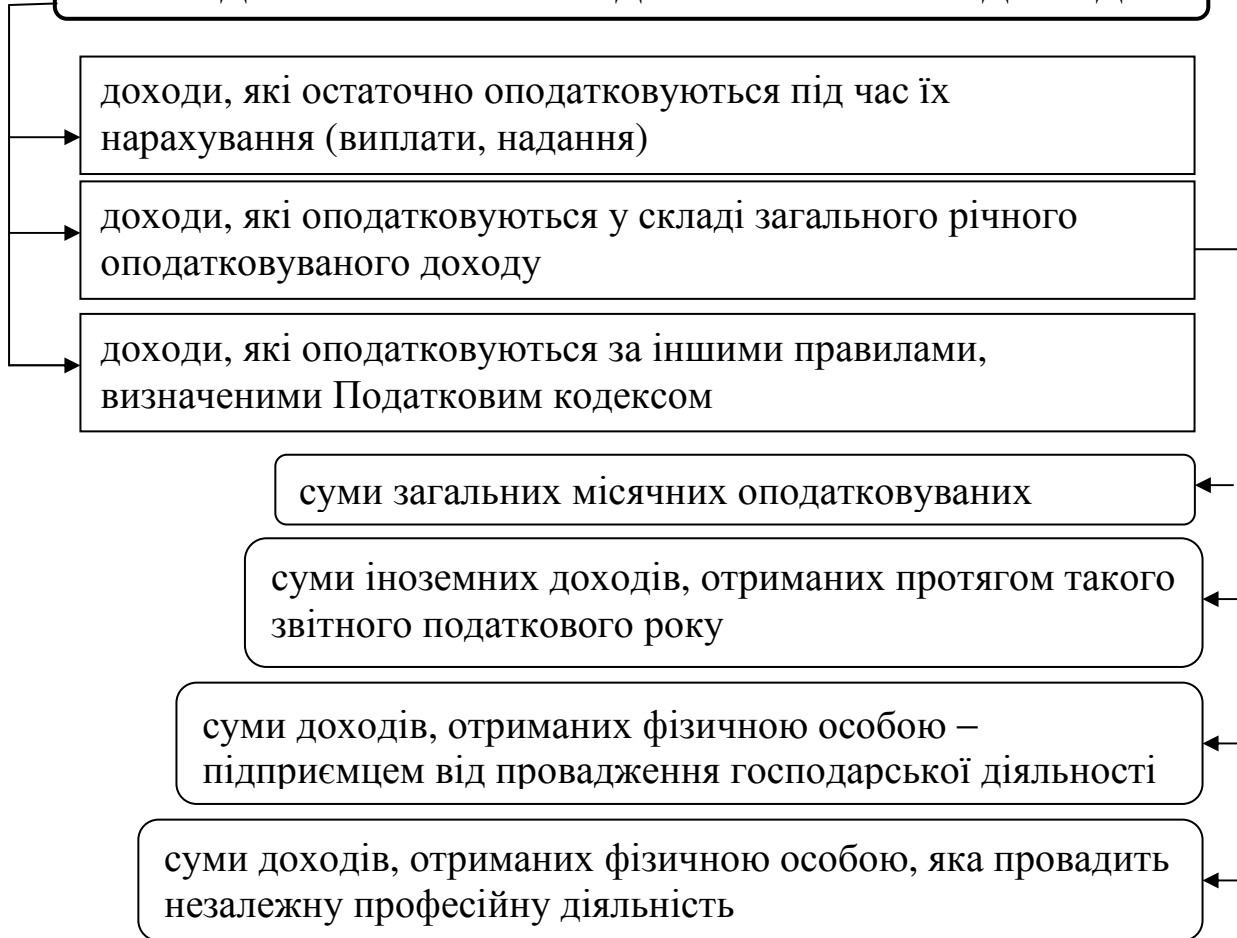 доходи, які остаточно оподатковуються під час їх
нарахування (виплати, надання)
доходи, які оподатковуються у складі загального річного
оподатковуваного доходу
доходи, які оподатковуються за іншими правилами,
визначеними Податковим кодексом
суми загальних місячних оподатковуваних
суми іноземних доходів, отриманих протягом такого
звітного податкового року
суми доходів, отриманих фізичною особою –
підприємцем від провадження господарської діяльності
суми доходів, отриманих фізичною особою, яка провадить
незалежну професійну діяльність